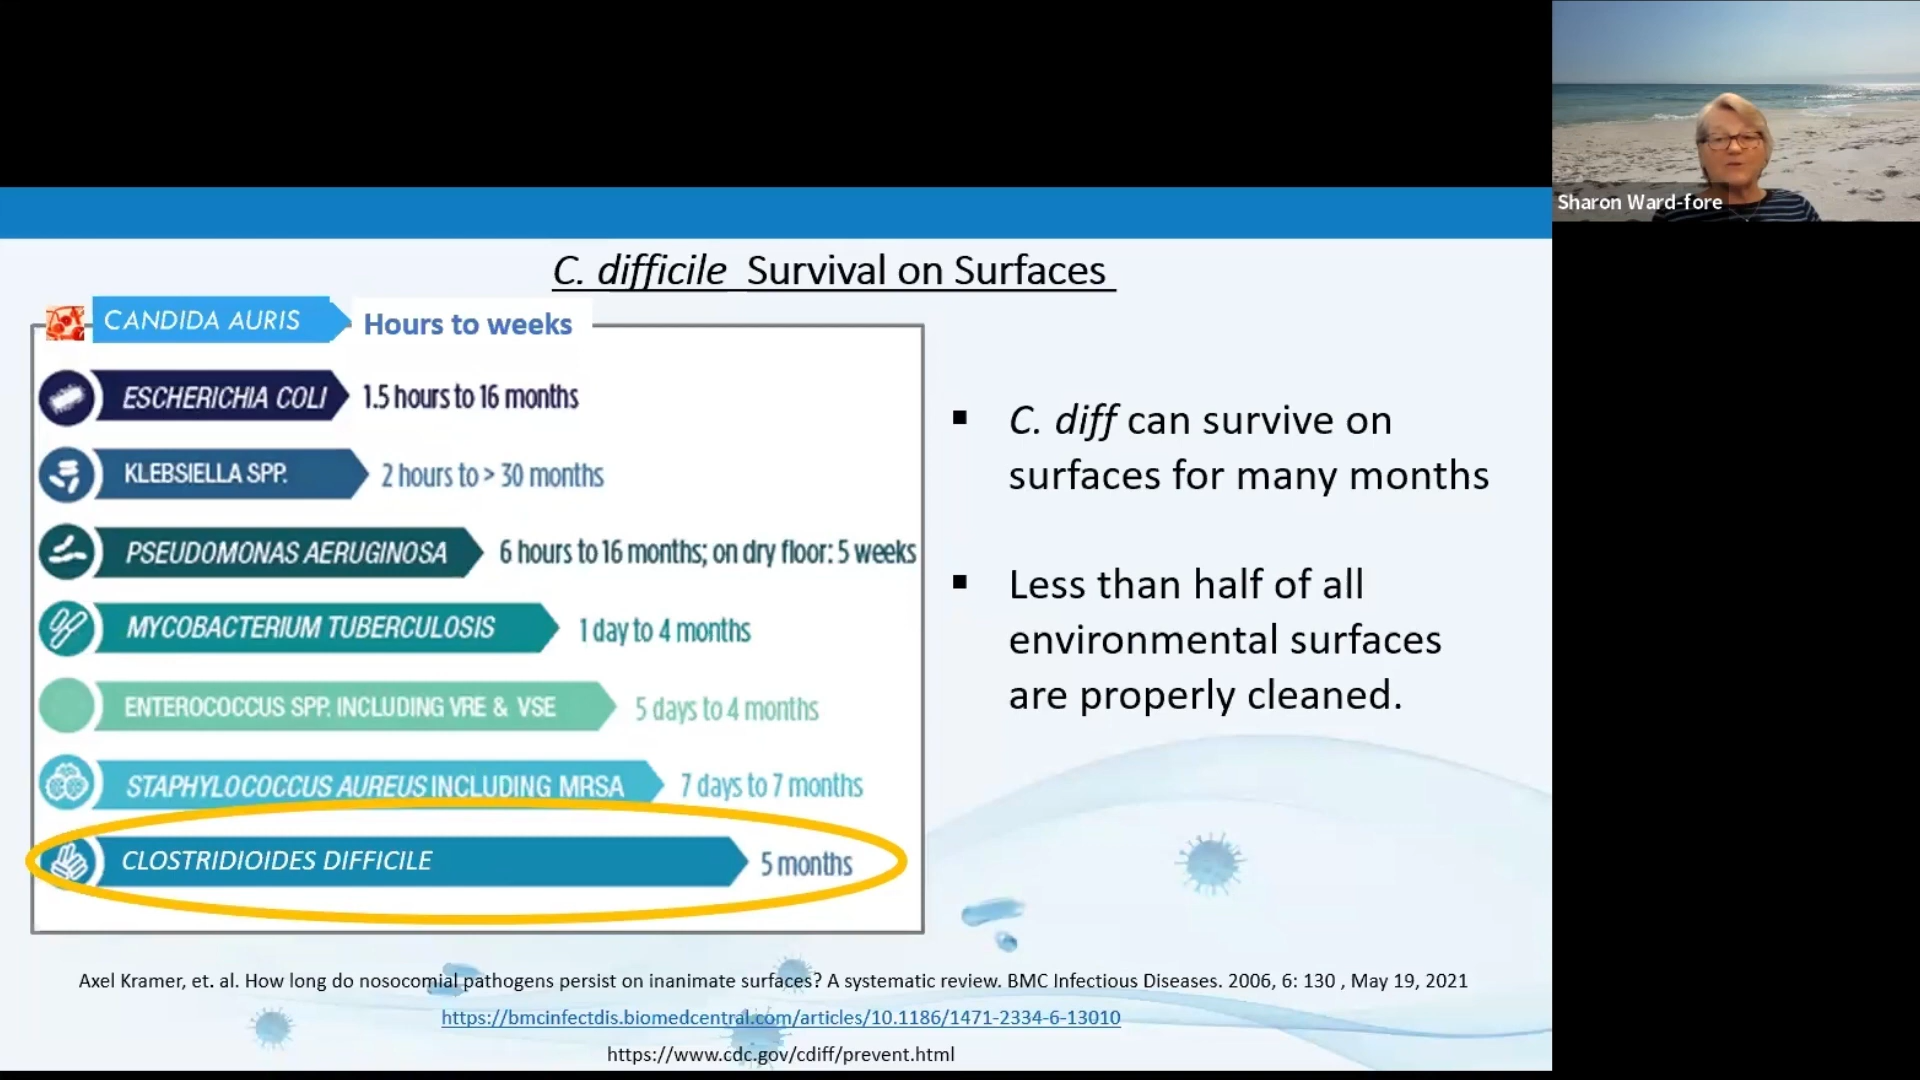 Sharon Ward-fore
C. difficile Survival on Surfaces
CANDIDA AURIS Hours to weeks
ESCHERICHIA COLI 1.5 hours to 16 months
KLEBSIELLA SPP. 2 hours to > 30 months
PSEUDOMONAS AERUGINOSA 6 hours to 16 months; on dry floor: 5 weeks
MYCOBACTERIUM TUBERCULOSIS 1 day to 4 months
ENTEROCOCCUS SPP. INCLUDING VRE & VSE 5 days to 4 months
STAPHYLOCOCCUS AUREUS INCLUDING MRSA 7 days to 7 months
CLOSTRIDIOIDES DIFFICILE 5 months
▪ C. diff can survive on
surfaces for many months
▪ Less than half of all
environmental surfaces
are properly cleaned.
Axel Kramer, et. al. How long do nosocomial pathogens persist on inanimate surfaces? A systematic review. BMC Infectious Diseases. 2006, 6: 130 , May 19, 2021
https://bmcinfectdis.biomedcentral.com/articles/10.1186/1471-2334-6-13010
https://www.cdc.gov/cdiff/prevent.html